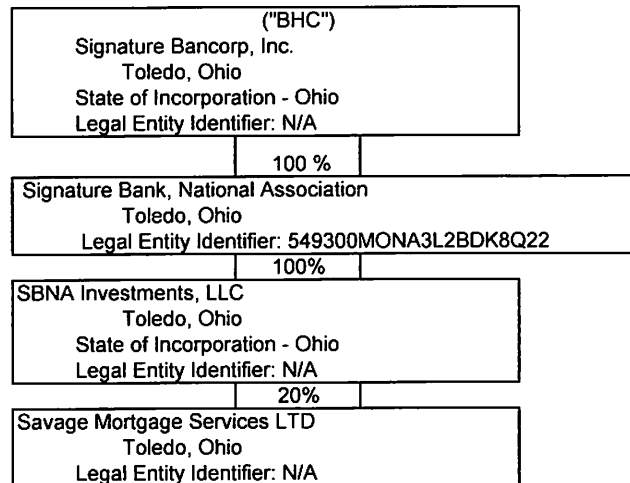 ("BHC")
Signature Bancorp, Inc.
Toledo, Ohio
State of Incorporation - Ohio
Legal Entity Identifier: N/A
100 %
Signature Bank, National Association
Toledo, Ohio
Legal Entity Identifier: 549300MONA3L2BDK8Q22
100%
SBNA Investments, LLC
Toledo, Ohio
State of Incorporation - Ohio
Legal Entity Identifier: N/A
20%
Savage Mortgage Services LTD
Toledo, Ohio
Legal Entity Identifier: N/A